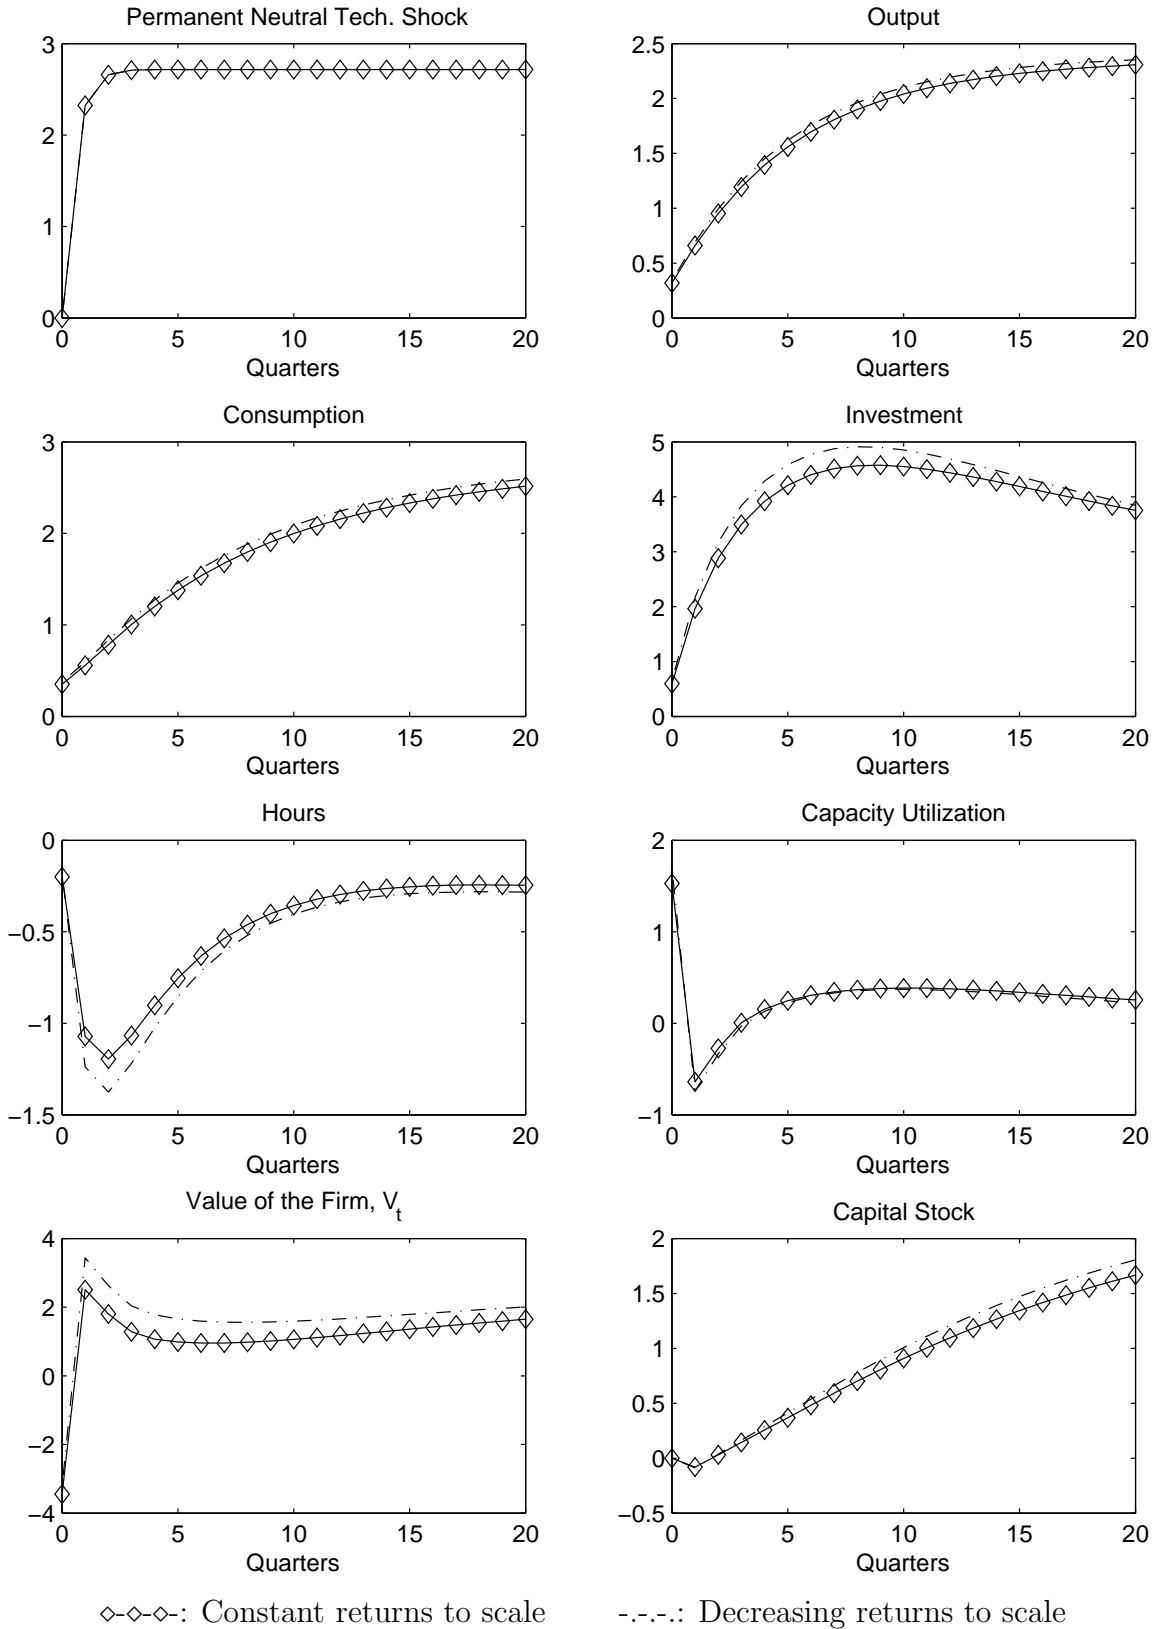 Permanent Neutral Tech. Shock
3
2
1
0
0 5 10 15 20
Quarters
Output
2.5
2
1.5
1
0.5
0
0 5 10 15 20
Quarters
Consumption
3
2
1
0
0 5 10 15 20
Quarters
Investment
5
4
3
2
1
0
0 5 10 15 20
Quarters
Hours
0
−0.5
−1
−1.5
0 5 10 15 20
Quarters
Capacity Utilization
2
1
0
−1
0 5 10 15 20
Quarters
Value of the Firm, Vt
4
2
0
−2
−4
0 5 10 15 20
Quarters
Capital Stock
2
1.5
1
0.5
0
−0.5
0 5 10 15 20
Quarters
◇-◇-◇-: Constant returns to scale -.-.-.: Decreasing returns to scale